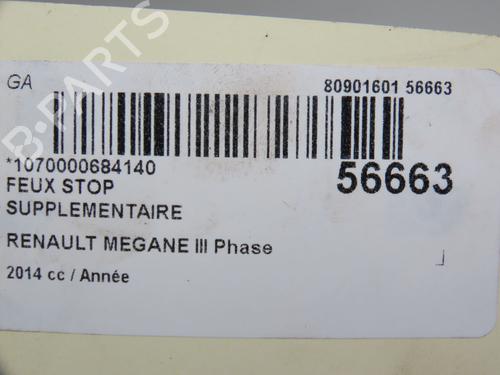 GA
80901601 56663
*1070000684140
56663
FEUX STOP
SUPPLEMENTAIRE
RENAULT MEGANE III Phase
2014 cc / Année
B-PARTS